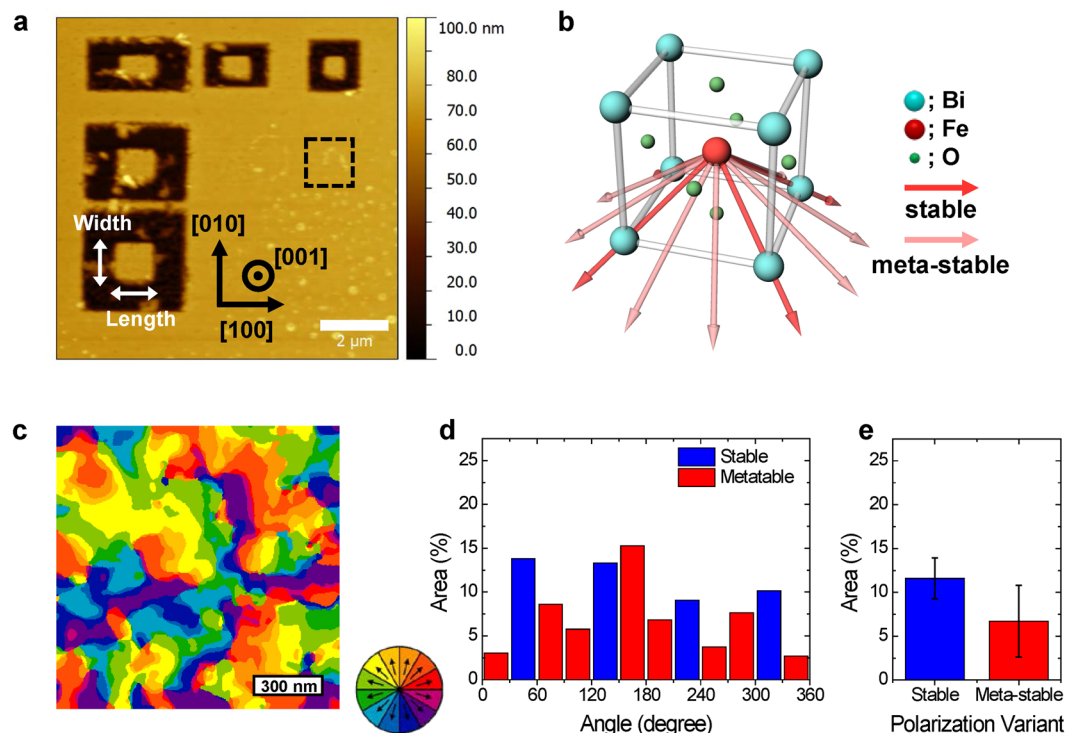 a
100.0 nm
90.0
80.0
70.0
60.0
50.0
40.0
30.0
20.0
10.0
0.0
Width
Length
[010]
[001]
[100]
2 µm
b
; Bi
; Fe
; O
stable
meta-stable
c
300 nm
d
Stable
Metatable
25
20
15
10
5
0
Area (%)
0 60 120 180 240 300 360
Angle (degree)
e
25
20
15
10
5
0
Area (%)
Stable Meta-stable
Polarization Variant